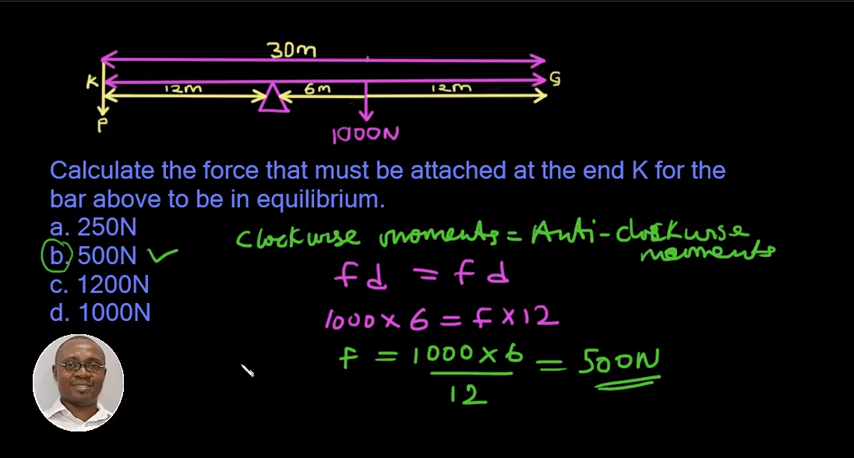 30m
K
G
12m
6m
12m
P
1000N
Calculate the force that must be attached at the end K for the
bar above to be in equilibrium.
a. 250N
b. 500N ✓
c. 1200N
d. 1000N
Clockwise moments = Anti-clockwise
moments
fd = fd
1000 × 6 = f × 12
f = 1000 × 6 = 500N
12